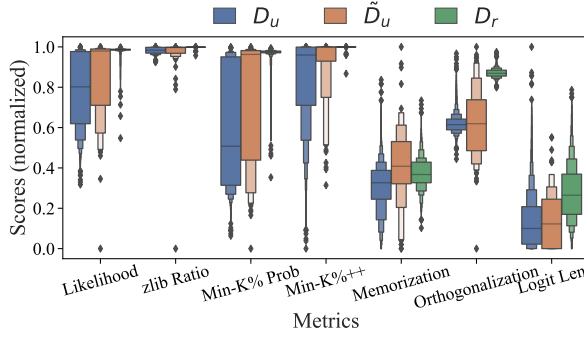 D_u D̃_u D_r
Scores (normalized)
1.0
0.8
0.6
0.4
0.2
0.0
Likelihood
zlib Ratio
Min-K% Prob
Min-K%++
Memorization
Orthogonalization
Logit Len
Metrics